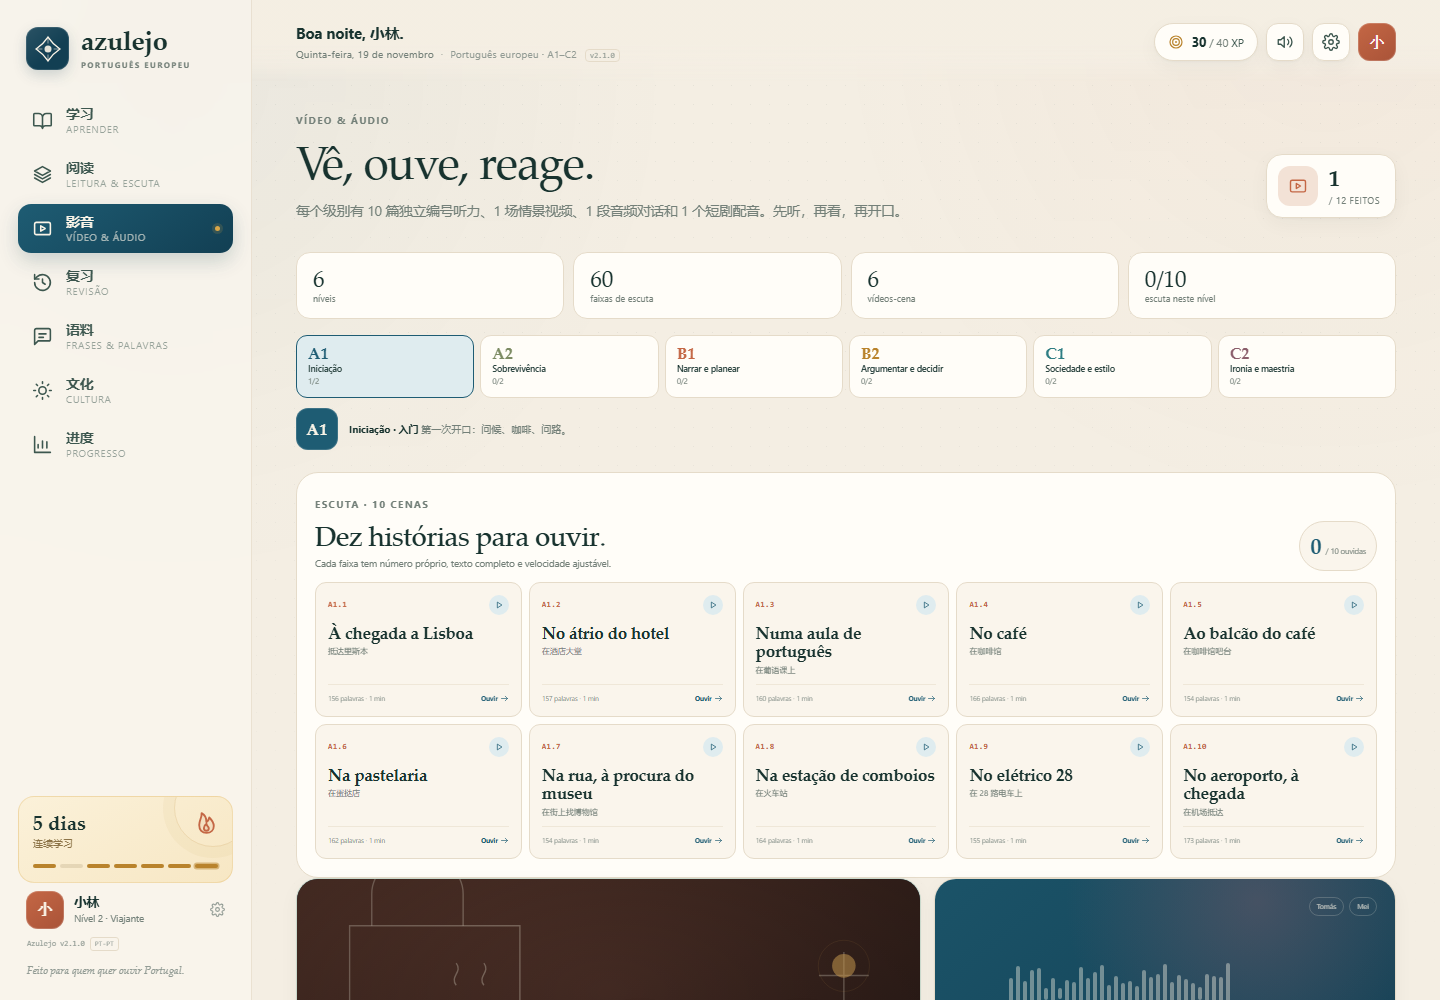 azulejo
PORTUGUÊS EUROPEU
学习
APRENDER
阅读
LEITURA & ESCUTA
影音
VÍDEO & ÁUDIO
复习
REVISÃO
语料
FRASES & PALAVRAS
文化
CULTURA
进度
PROGRESSO
5 dias
连续学习
小
小林
Nível 2 · Viajante
Azulejo v2.1.0 PT-PT
Feito para quem quer ouvir Portugal.
Boa noite, 小林.
Quinta-feira, 19 de novembro · Português europeu · A1–C2 v2.1.0
30 / 40 XP
小
VÍDEO & ÁUDIO
Vê, ouve, reage.
每个级别有 10 篇独立编号听力、1 场情景视频、1 段音频对话和 1 个短剧配音。先听，再看，再开口。
1
/ 12 FEITOS
6
níveis
60
faixas de escuta
6
vídeos-cena
0/10
escuta neste nível
A1
Iniciação
1/2
A2
Sobrevivência
0/2
B1
Narrar e planear
0/2
B2
Argumentar e decidir
0/2
C1
Sociedade e estilo
0/2
C2
Ironia e maestria
0/2
A1
Iniciação · 入门 第一次开口：问候、咖啡、问路。
ESCUTA · 10 CENAS
Dez histórias para ouvir.
Cada faixa tem número próprio, texto completo e velocidade ajustável.
0 / 10 ouvidas
A1.1
À chegada a Lisboa
抵达里斯本
156 palavras · 1 min
Ouvir →
A1.2
No átrio do hotel
在酒店大堂
157 palavras · 1 min
Ouvir →
A1.3
Numa aula de
português
在葡语课上
160 palavras · 1 min
Ouvir →
A1.4
No café
在咖啡馆
166 palavras · 1 min
Ouvir →
A1.5
Ao balcão do café
在咖啡馆吧台
154 palavras · 1 min
Ouvir →
A1.6
Na pastelaria
在蛋挞店
162 palavras · 1 min
Ouvir →
A1.7
Na rua, à procura do
museu
在街上找博物馆
154 palavras · 1 min
Ouvir →
A1.8
Na estação de comboios
在火车站
164 palavras · 1 min
Ouvir →
A1.9
No elétrico 28
在 28 路电车上
155 palavras · 1 min
Ouvir →
A1.10
No aeroporto, à
chegada
在机场抵达
173 palavras · 1 min
Ouvir →
Tomás
Mei